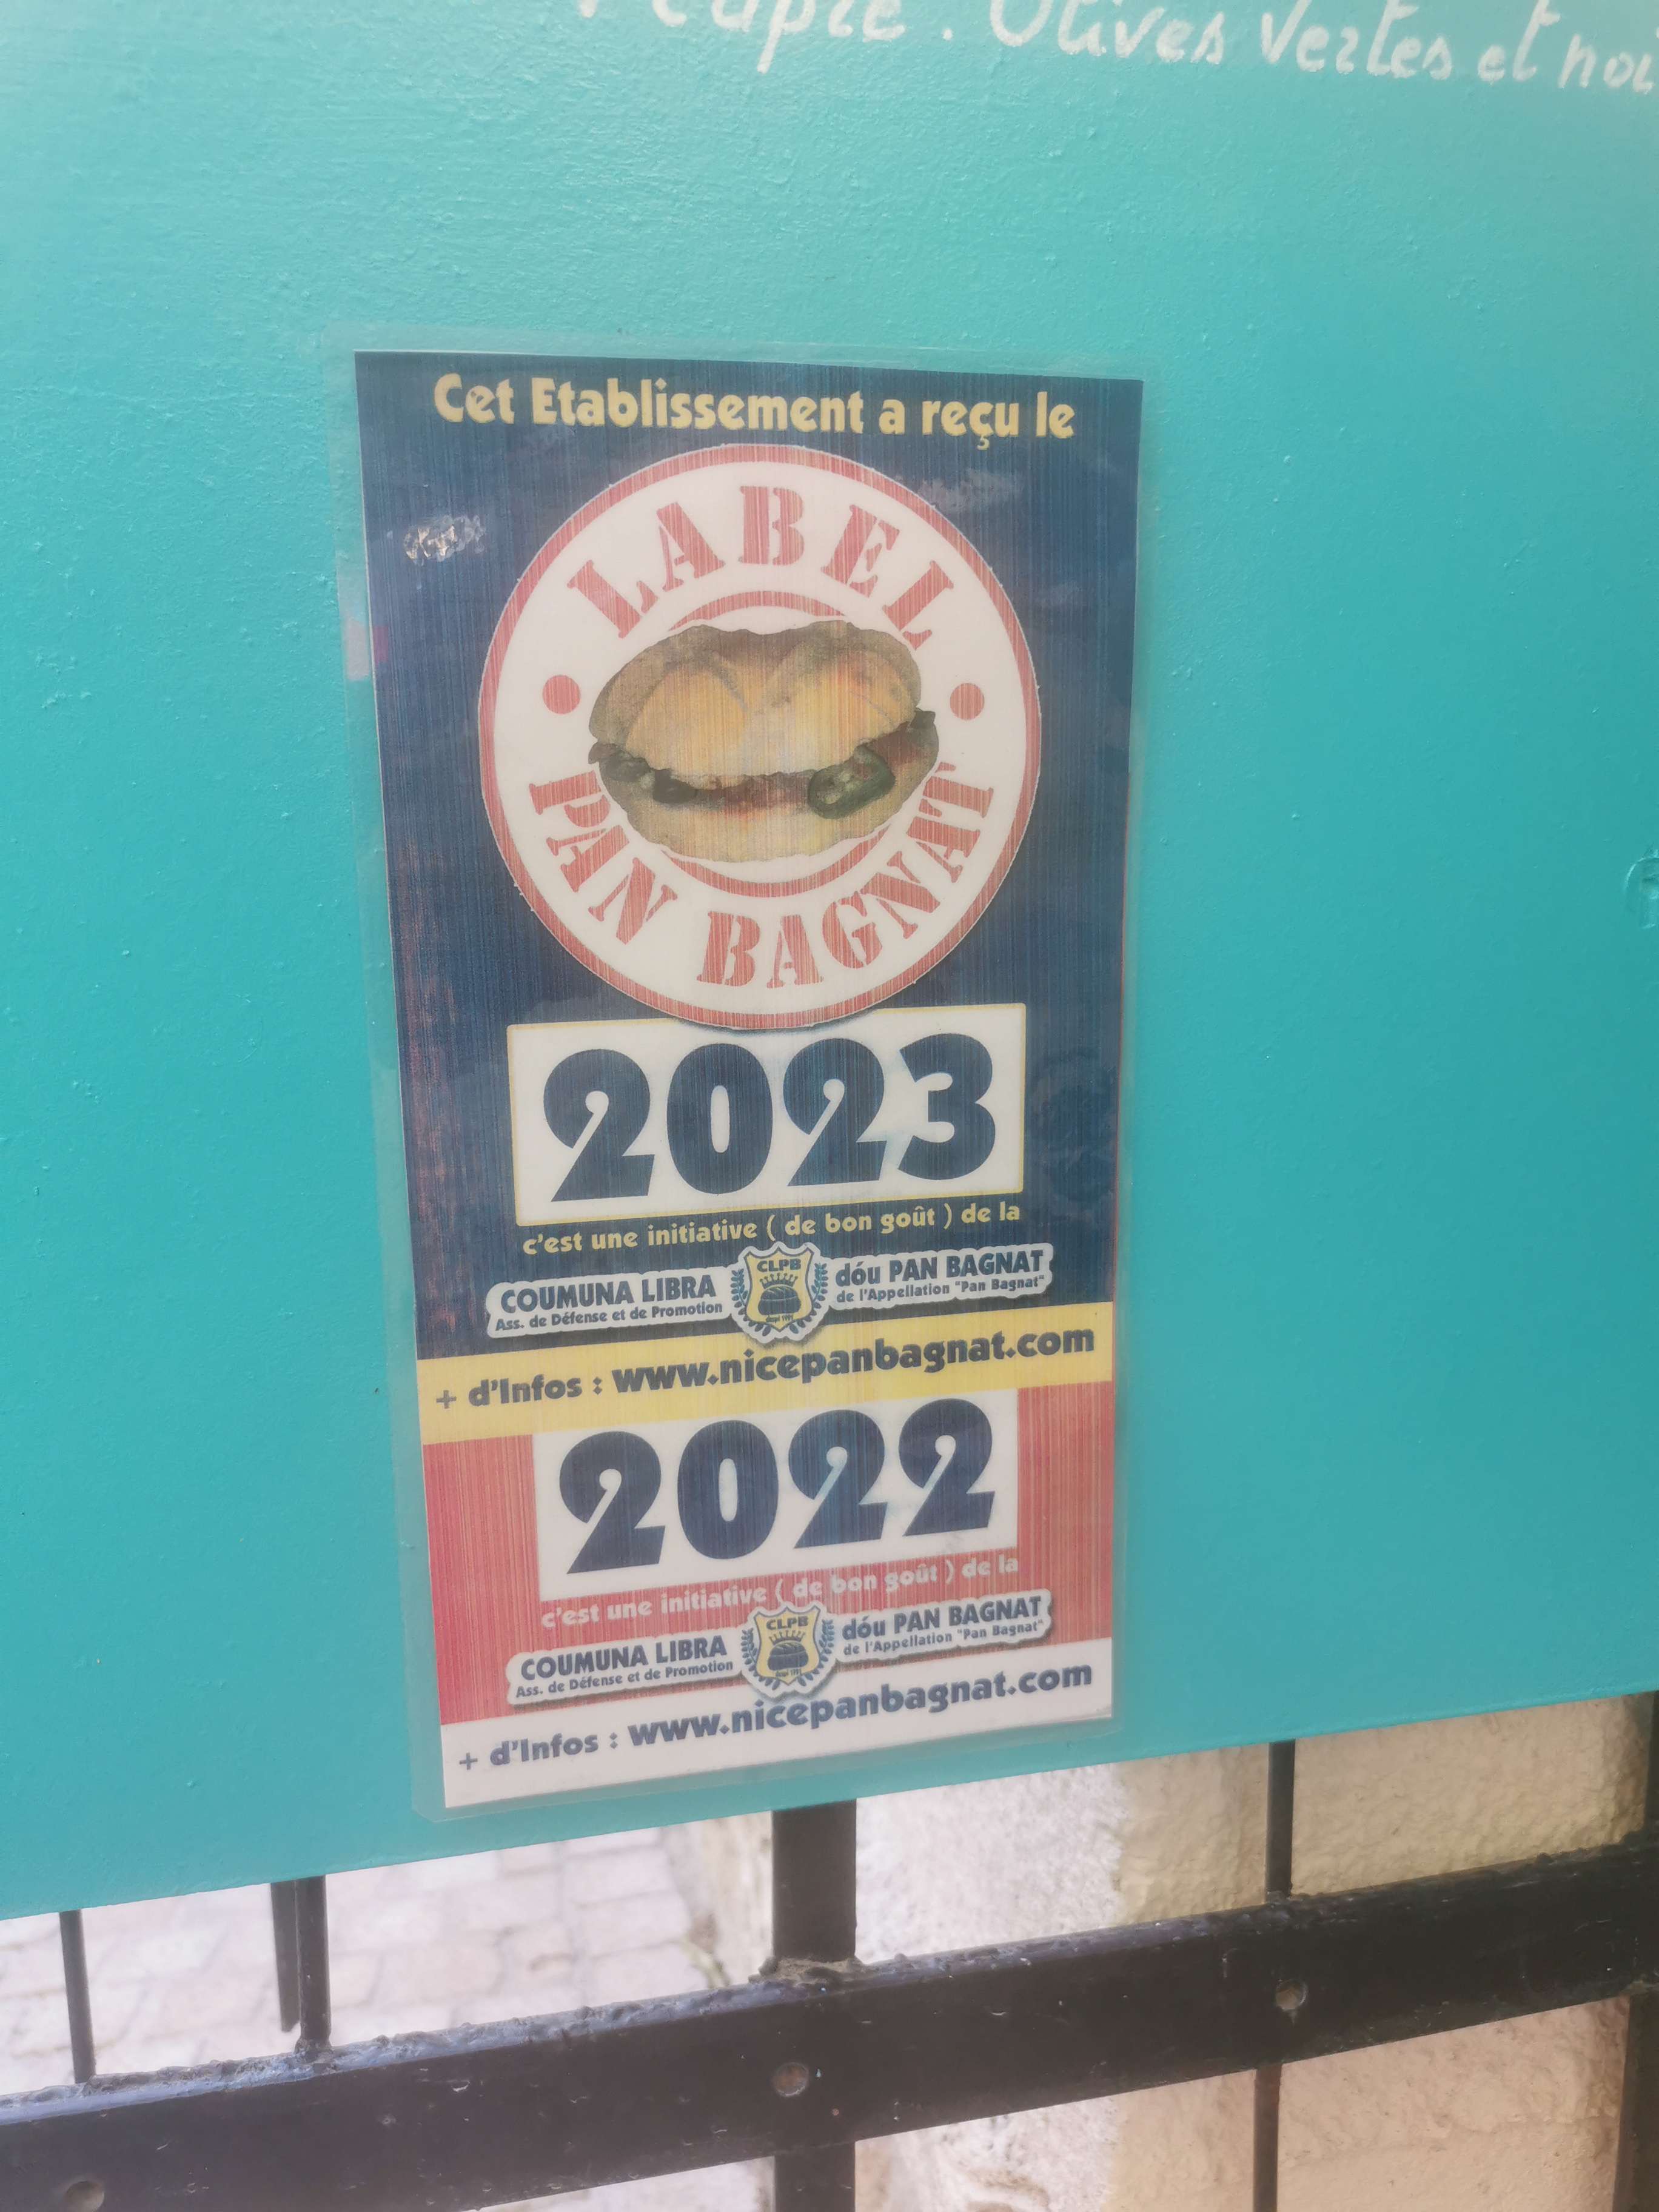 . Olives Vertes et
Cet Etablissement a reçu le
LABEL
PAN BAGNAT
2023
c'est une initiative ( de bon goût ) de la
COUMUNA LIBRA CLPB dóu PAN BAGNAT
Ass. de Défense et de Promotion de l'Appellation "Pan Bagnat"
+ d'Infos : www.nicepanbagnat.com
2022
c'est une initiative ( de bon goût ) de la
COUMUNA LIBRA CLPB dóu PAN BAGNAT
Ass. de Défense et de Promotion de l'Appellation "Pan Bagnat"
+ d'Infos : www.nicepanbagnat.com